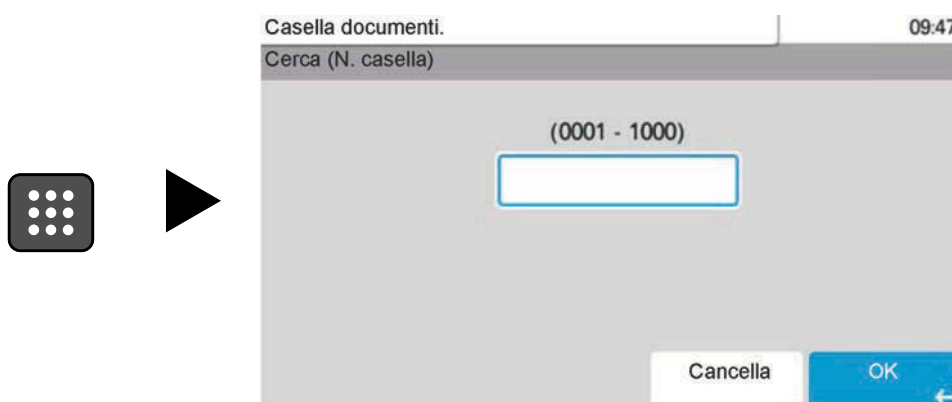 Casella documenti.
09:47
Cerca (N. casella)
(0001 - 1000)
Cancella
OK